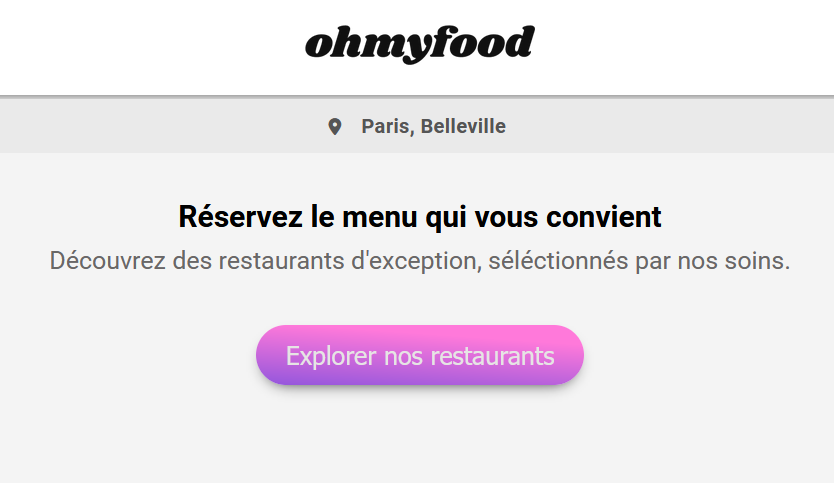 ohmyfood
Paris, Belleville
Réservez le menu qui vous convient
Découvrez des restaurants d'exception, séléctionnés par nos soins.
Explorer nos restaurants